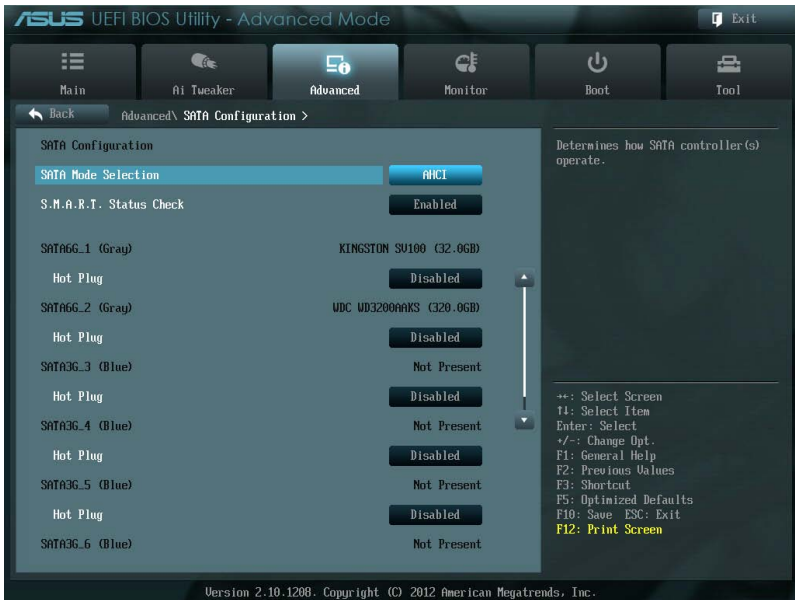 ASUS UEFI BIOS Utility - Advanced Mode
Exit
Main
Ai Tweaker
Advanced
Monitor
Boot
Tool
Back
Advanced\ SATA Configuration >
SATA Configuration
SATA Mode Selection AHCI
S.M.A.R.T. Status Check Enabled
SATA6G_1 (Gray) KINGSTON SV100 (32.0GB)
Hot Plug Disabled
SATA6G_2 (Gray) WDC WD3200AAKS (320.0GB)
Hot Plug Disabled
SATA3G_3 (Blue) Not Present
Hot Plug Disabled
SATA3G_4 (Blue) Not Present
Hot Plug Disabled
SATA3G_5 (Blue) Not Present
Hot Plug Disabled
SATA3G_6 (Blue) Not Present
Determines how SATA controller(s)
operate.
→←: Select Screen
↑↓: Select Item
Enter: Select
+/-: Change Opt.
F1: General Help
F2: Previous Values
F3: Shortcut
F5: Optimized Defaults
F10: Save ESC: Exit
F12: Print Screen
Version 2.10.1208. Copyright (C) 2012 American Megatrends, Inc.